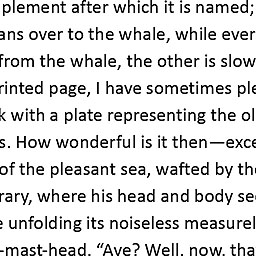 plement after which it is named;
ans over to the whale, while ever
from the whale, the other is slow
rinted page, I have sometimes ple
k with a plate representing the ol
s. How wonderful is it then—exce
of the pleasant sea, wafted by the
rary, where his head and body see
e unfolding its noiseless measurel
-mast-head. “Aye? Well, now, tha